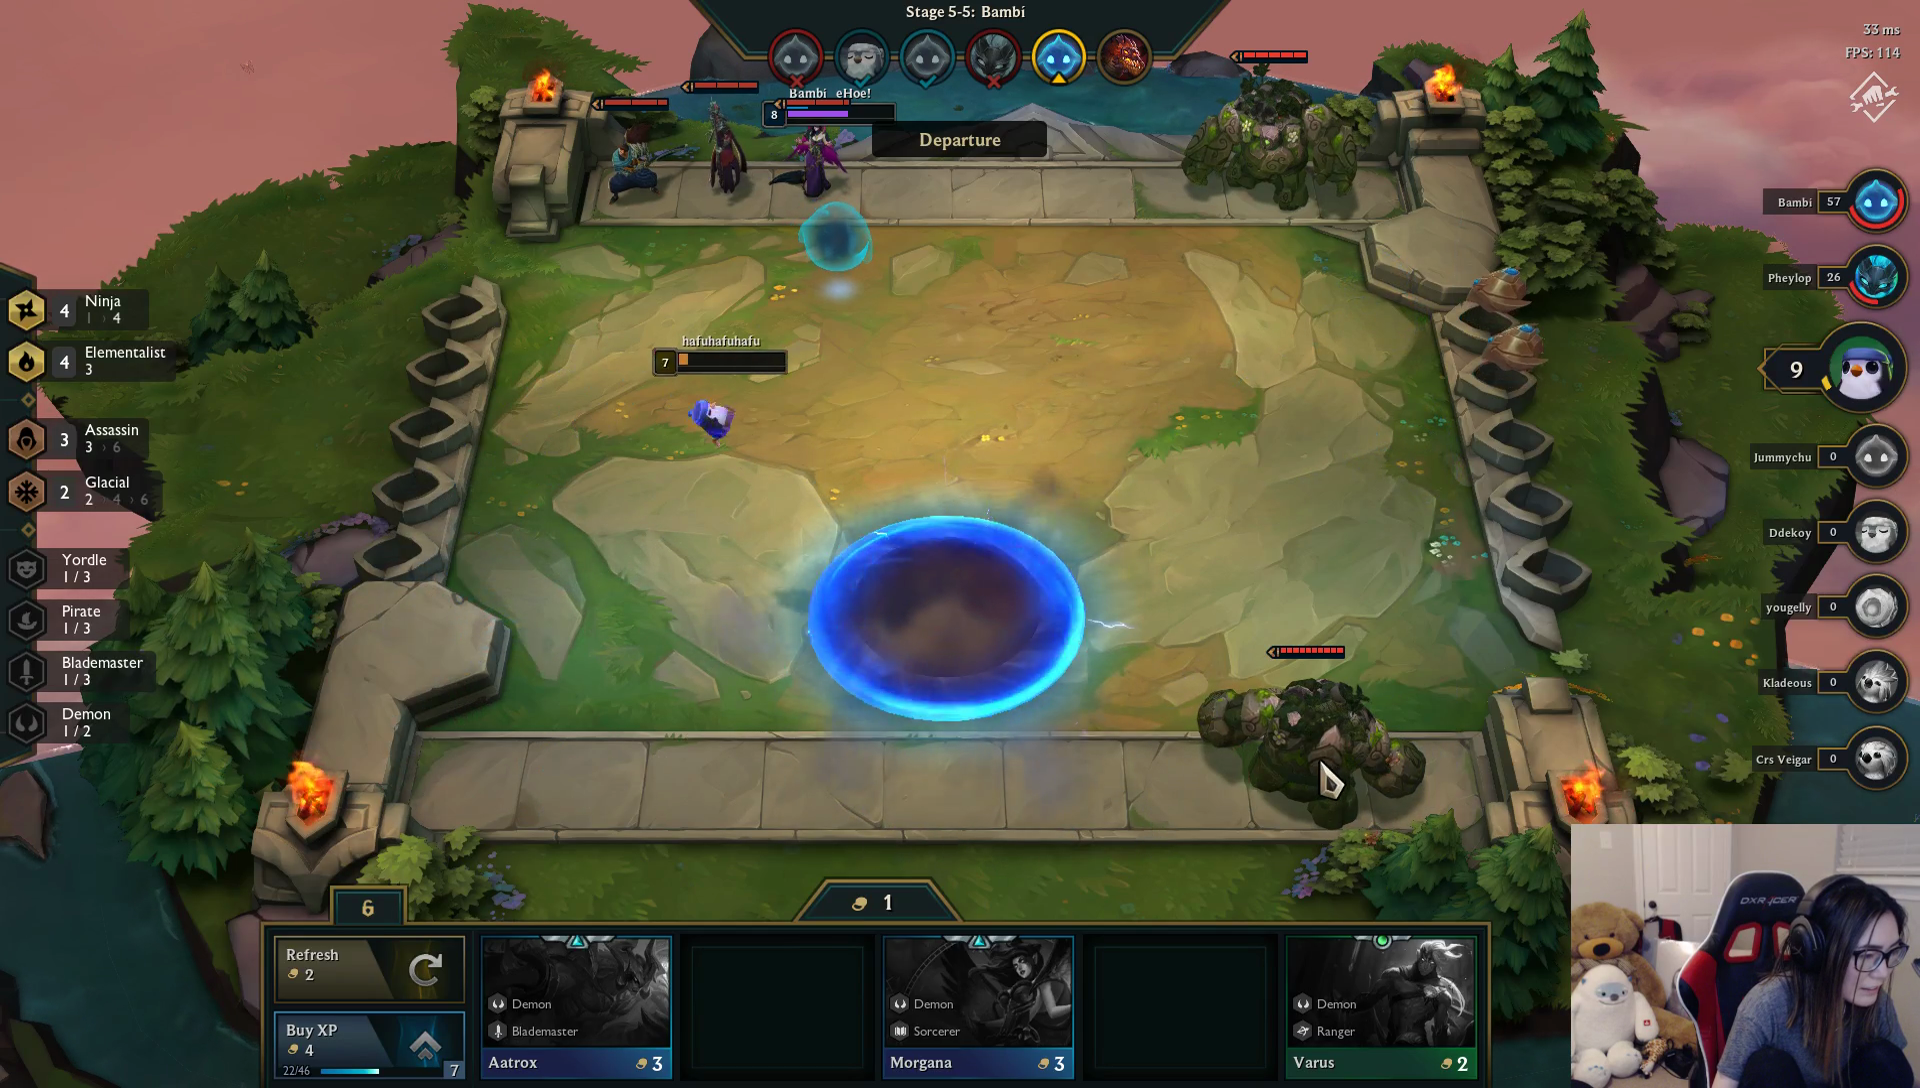 Stage 5-5: Bambi
33 ms
FPS: 114
Bambi eHoe!
8
Departure
Bambi 57
Pheylop 26
9
Jummychu 0
Ddekoy 0
yougelly 0
Kladeous 0
Crs Veigar 0
4 Ninja
1 › 4
4 Elementalist
3
3 Assassin
3 › 6
2 Glacial
2 › 4 › 6
Yordle
1 / 3
Pirate
1 / 3
Blademaster
1 / 3
Demon
1 / 2
hafuhafuhafu
7
6
1
Refresh
2
Buy XP
4
22/46
7
Demon
Blademaster
Aatrox 3
Demon
Sorcerer
Morgana 3
Demon
Ranger
Varus 2
DXRACER